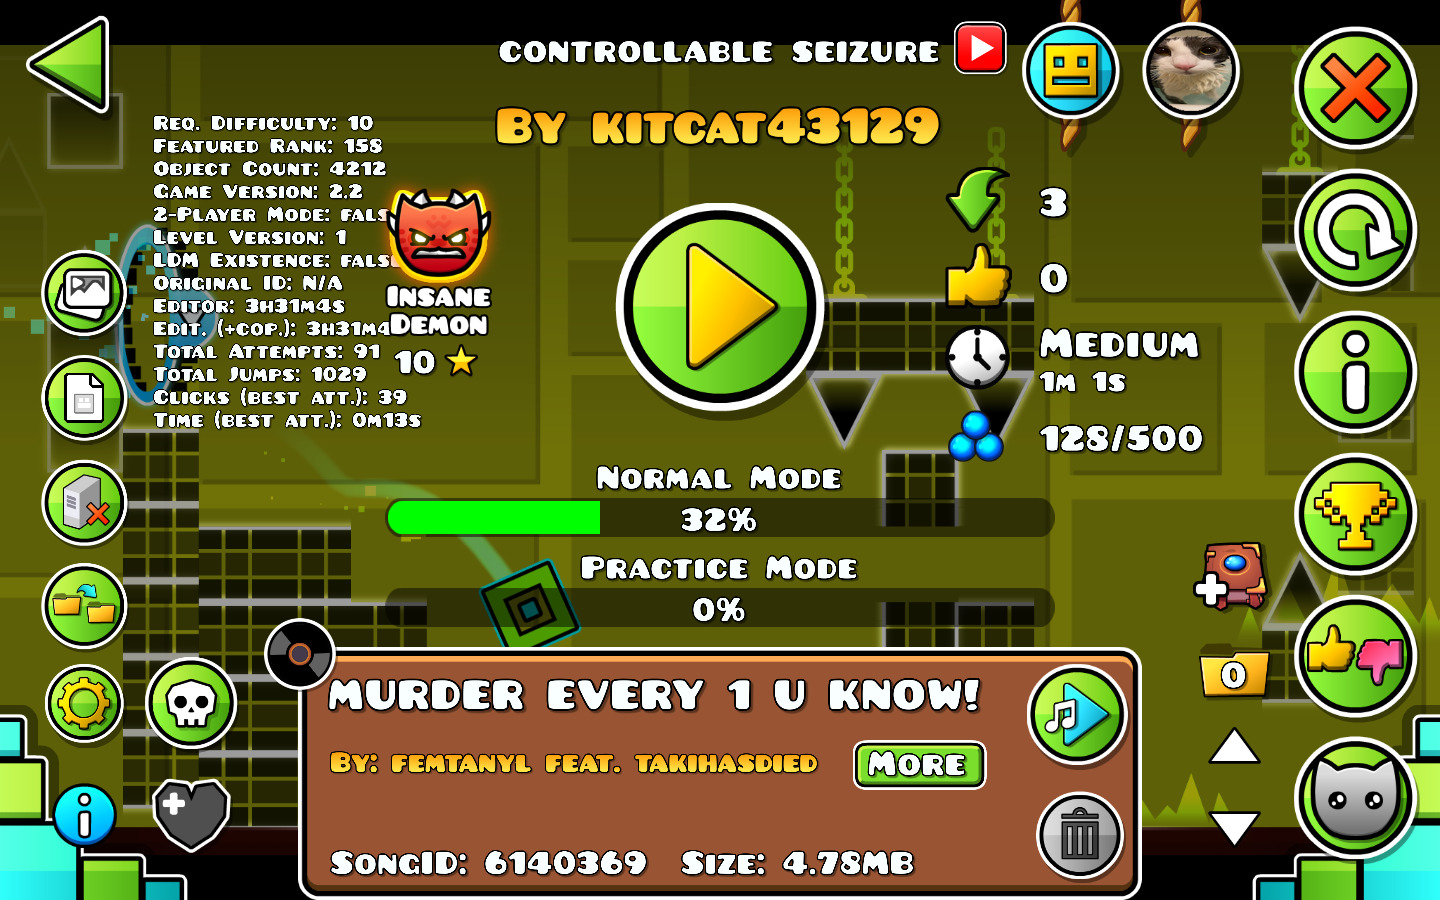 CONTROLLABLE SEIZURE
BY KITCAT43129
REQ. DIFFICULTY: 10
FEATURED RANK: 158
OBJECT COUNT: 4212
GAME VERSION: 2.2
2-PLAYER MODE: FALS
LEVEL VERSION: 1
LDM EXISTENCE: FALS
ORIGINAL ID: N/A
EDITOR: 3H31M4S
EDIT. (+COP.): 3H31M4
TOTAL ATTEMPTS: 91
TOTAL JUMPS: 1029
CLICKS (BEST ATT.): 39
TIME (BEST ATT.): 0M13S
INSANE
DEMON
10
3
0
MEDIUM
1M 1S
128/500
NORMAL MODE
32%
PRACTICE MODE
0%
MURDER EVERY 1 U KNOW!
BY: FEMTANYL FEAT. TAKIHASDIED
MORE
SONGID: 6140369 SIZE: 4.78MB
0